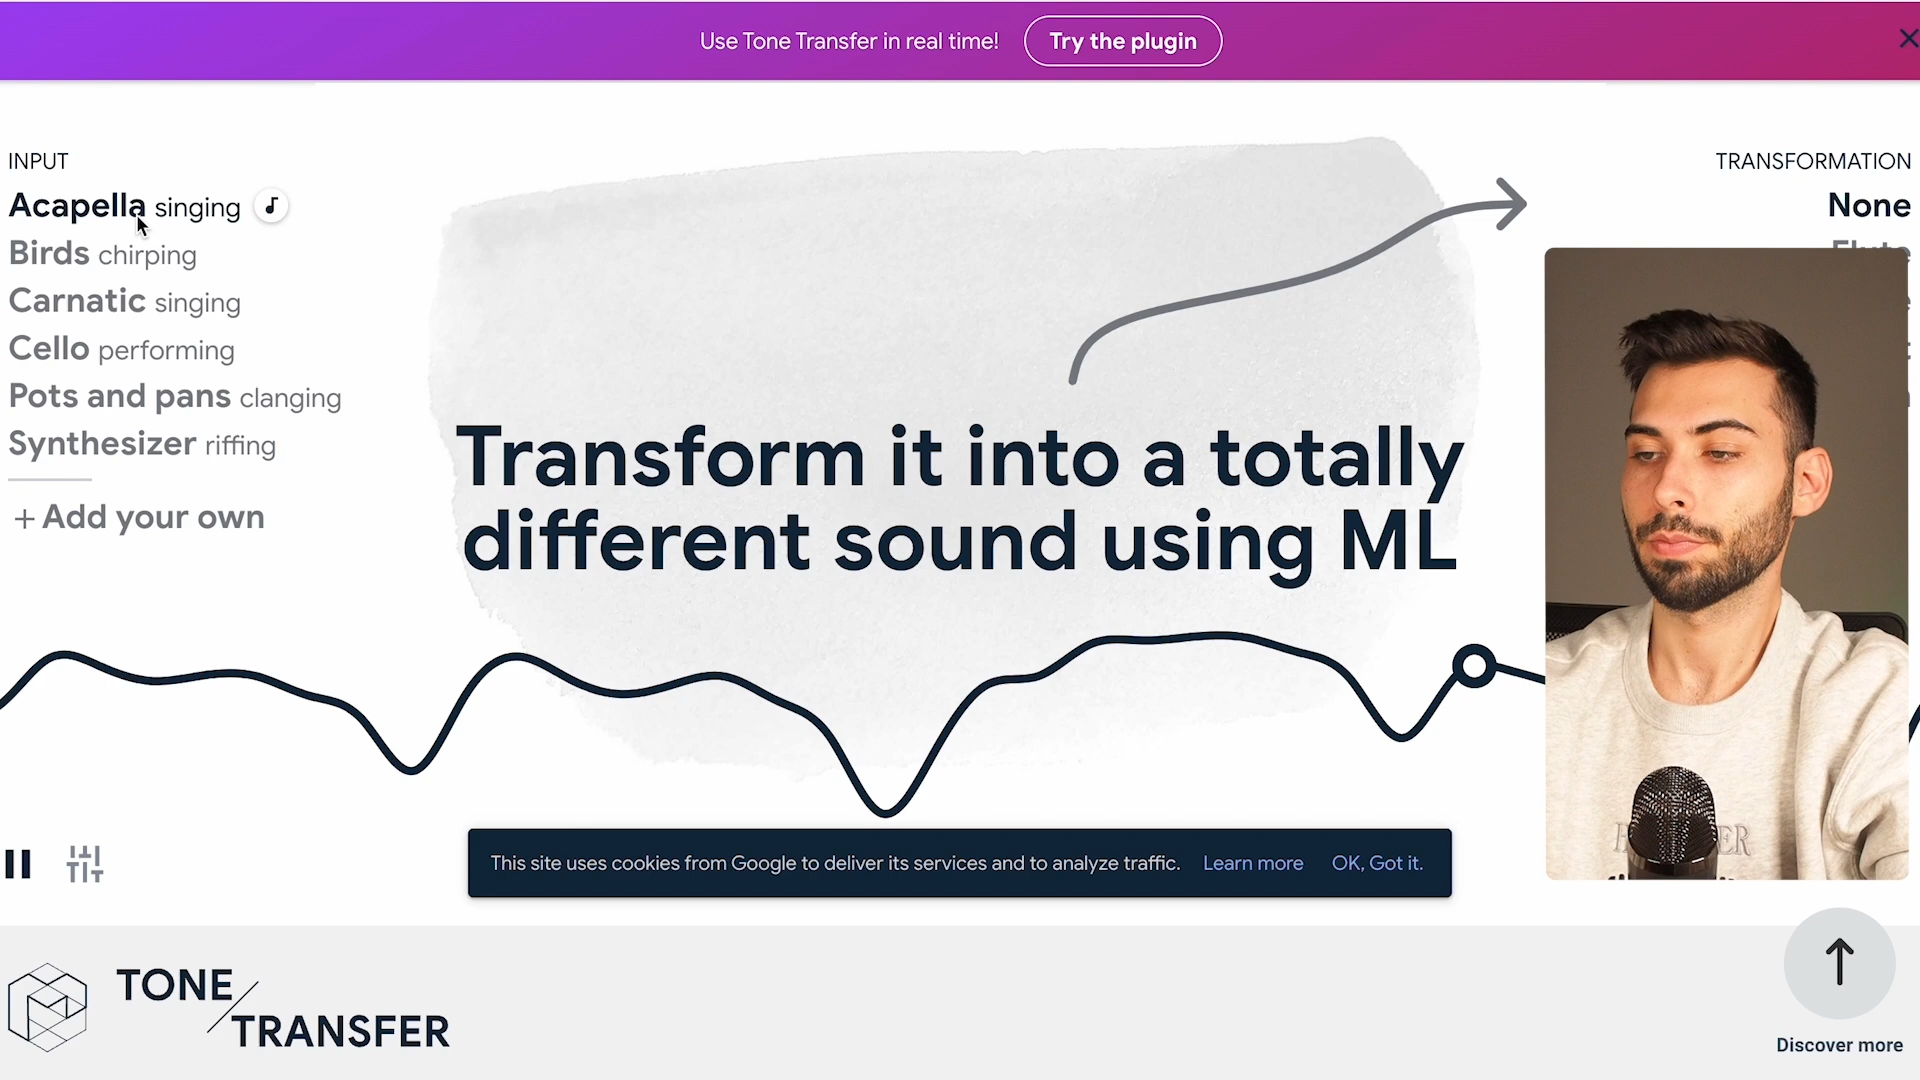 Use Tone Transfer in real time!
Try the plugin
INPUT
Acapella singing
Birds chirping
Carnatic singing
Cello performing
Pots and pans clanging
Synthesizer riffing
+ Add your own
TRANSFORMATION
None
Flute
Transform it into a totally
different sound using ML
This site uses cookies from Google to deliver its services and to analyze traffic. Learn more OK, Got it.
TONE
TRANSFER
Discover more